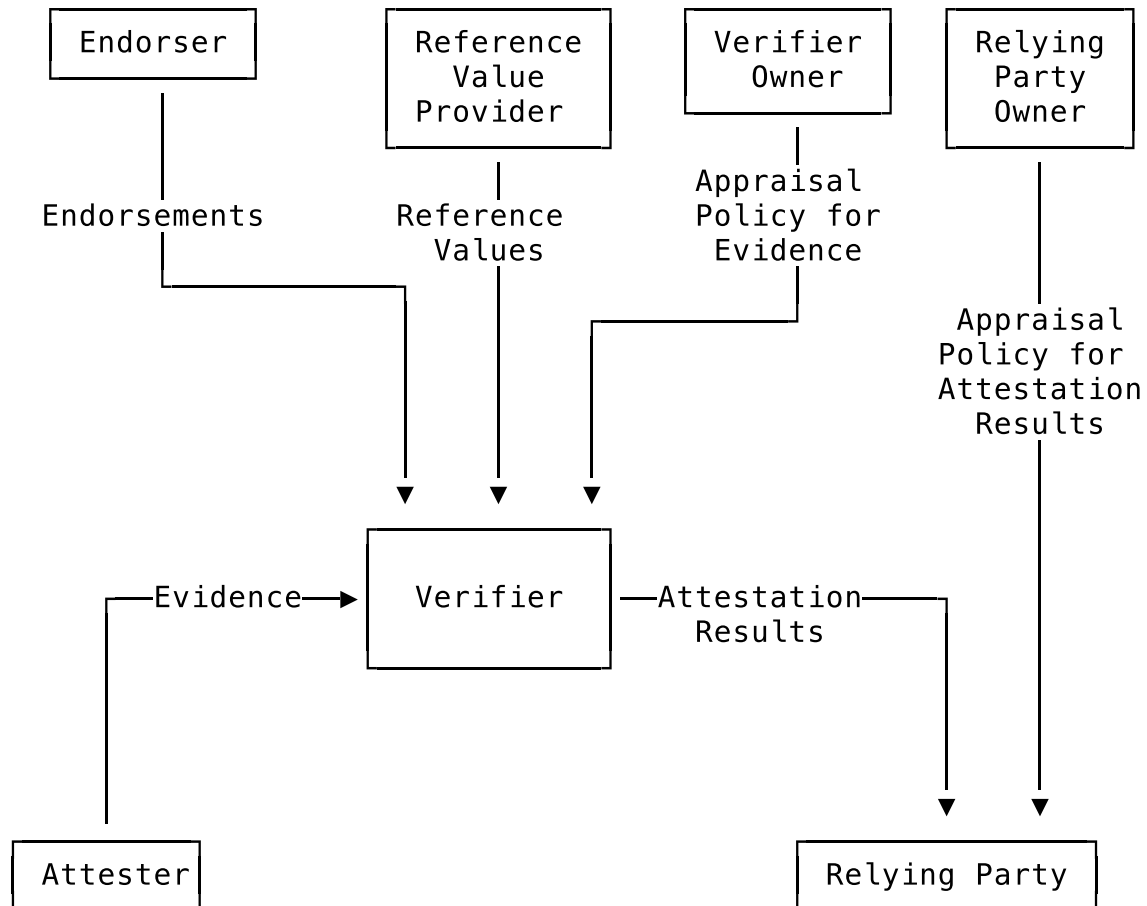 Endorser
Reference
Value
Provider
Verifier
Owner
Relying
Party
Owner
Endorsements
Reference
Values
Appraisal
Policy for
Evidence
Appraisal
Policy for
Attestation
Results
Evidence
Verifier
Attestation
Results
Attester
Relying Party